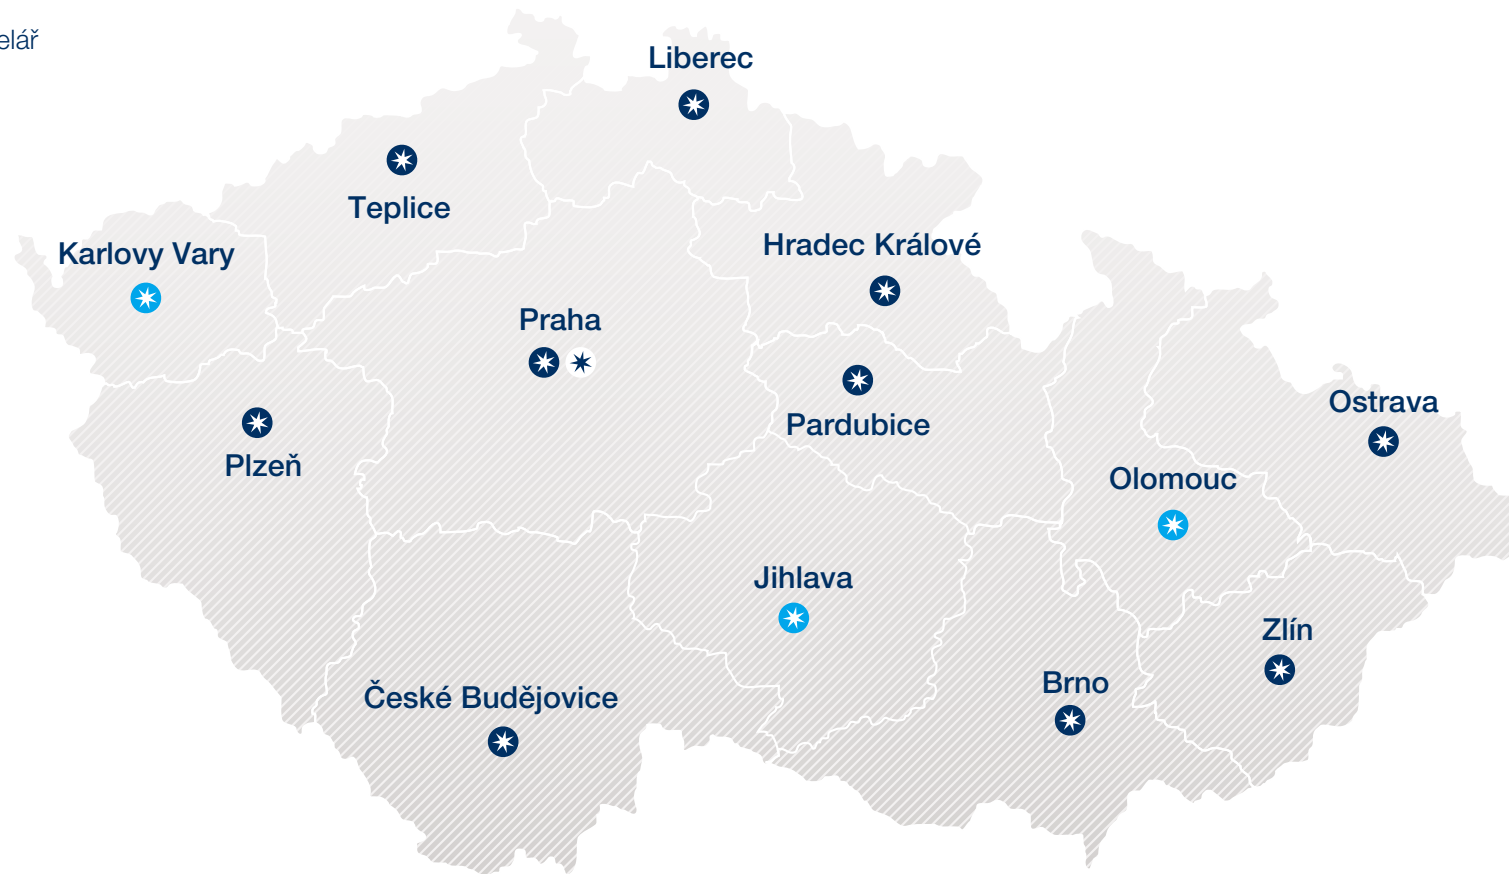 Liberec
Teplice
Karlovy Vary
Hradec Králové
Praha
Pardubice
Ostrava
Plzeň
Olomouc
Jihlava
Zlín
Brno
České Budějovice